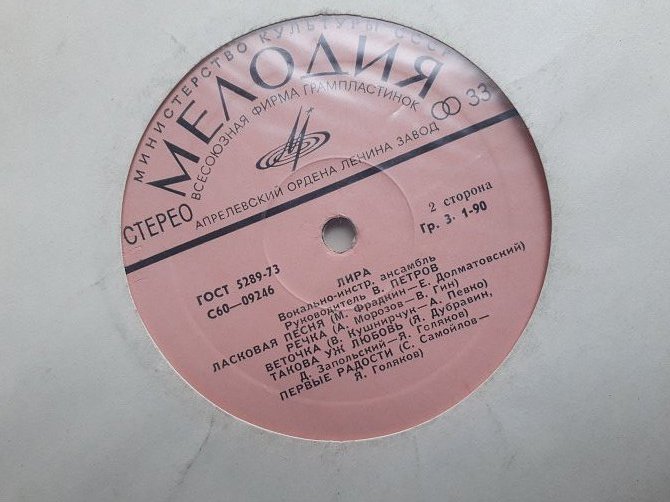 МИНИСТЕРСТВО КУЛЬТУРЫ СССР
МЕЛОДИЯ
ВСЕСОЮЗНАЯ ФИРМА ГРАМПЛАСТИНОК
33
АПРЕЛЕВСКИЙ ОРДЕНА ЛЕНИНА ЗАВОД
СТЕРЕО
2 сторона
Гр. 3. 1-90
ГОСТ 5289-73
С60—09246
ЛИРА
Вокально-инстр. ансамбль
Руководитель В. ПЕТРОВ
ЛАСКОВАЯ ПЕСНЯ (М. Фрадкин—Е. Долматовский)
РЕЧКА (А. Морозов—В. Гин)
ВЕТОЧКА (В. Кушнирчук—А. Певко)
ТАКОВА УЖ ЛЮБОВЬ (Я. Дубравин,
Д. Запольский—Я. Голяков)
ПЕРВЫЕ РАДОСТИ (С. Самойлов—
Я. Голяков)